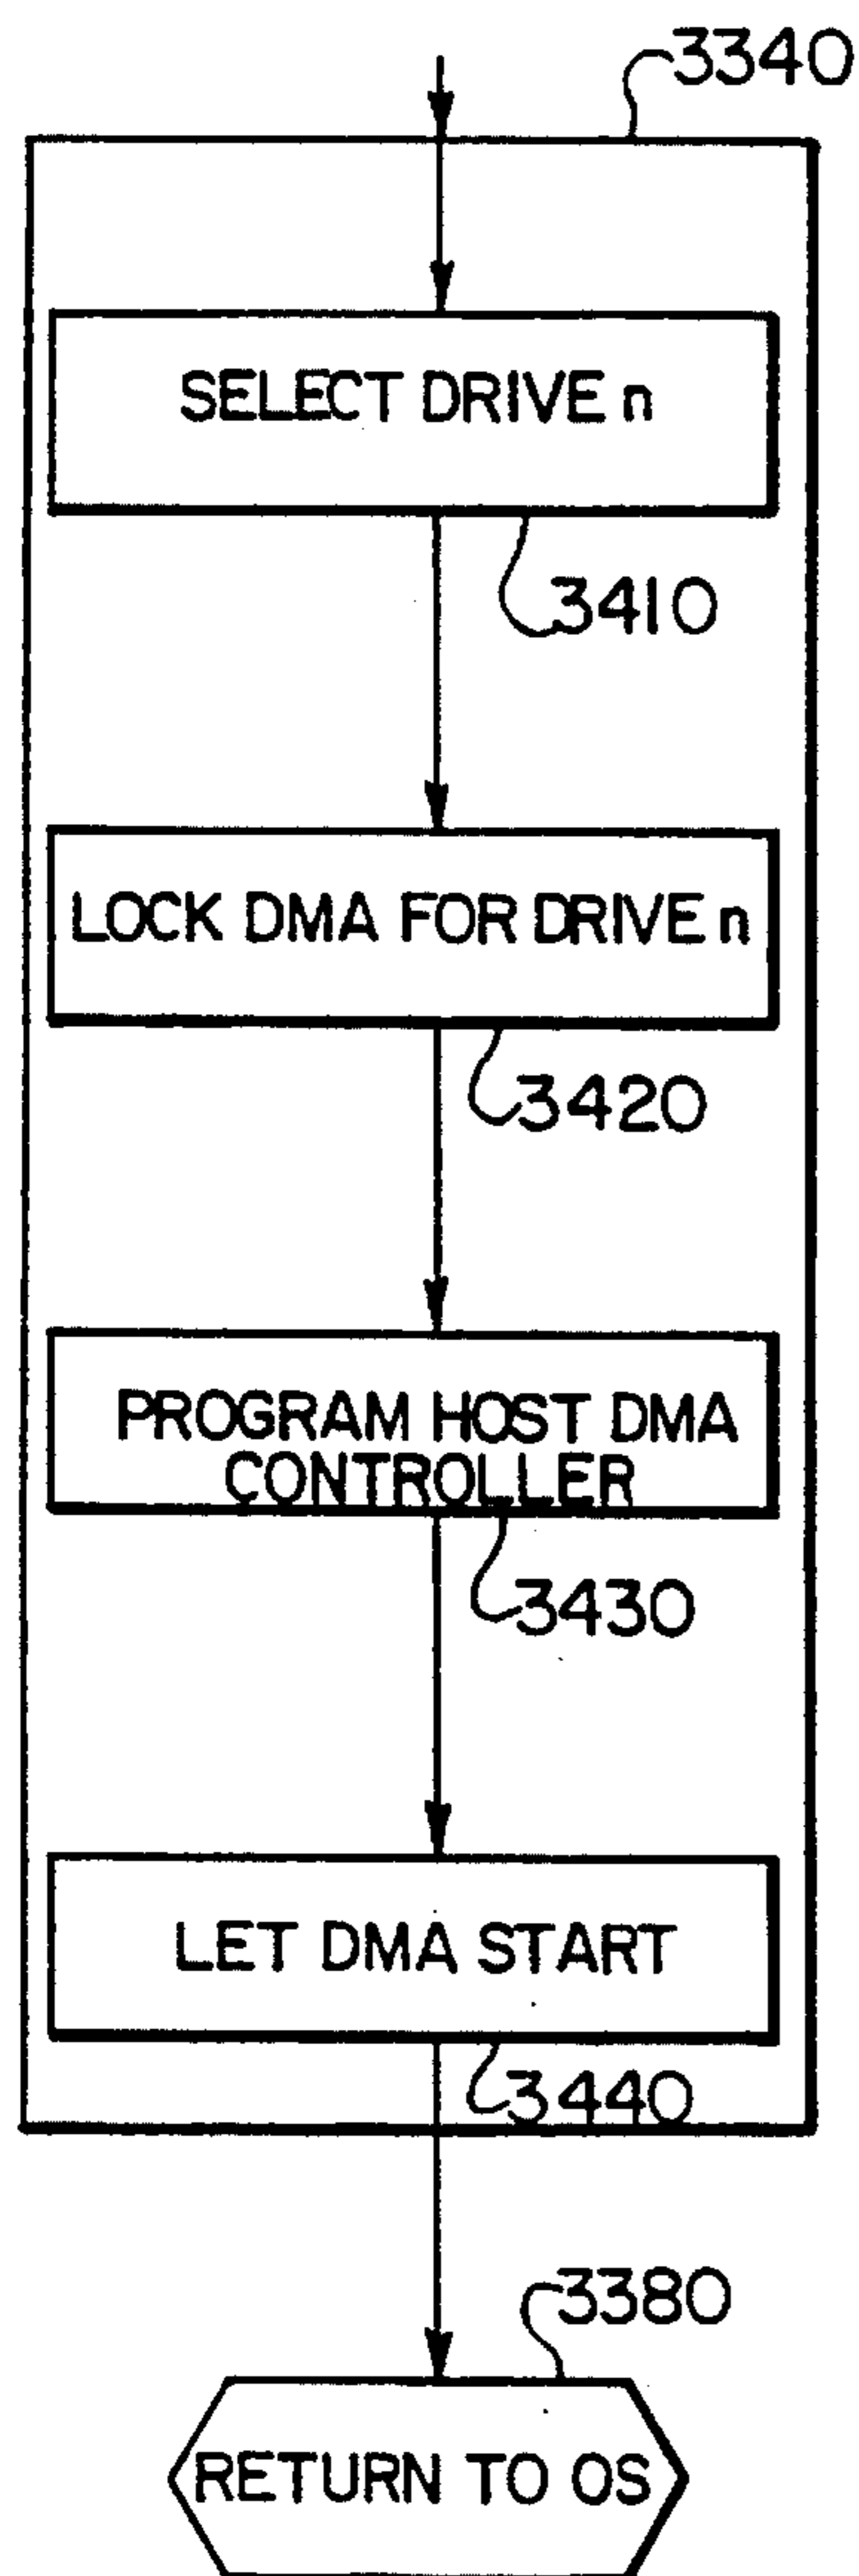 3340
SELECT DRIVE n
3410
LOCK DMA FOR DRIVE n
3420
PROGRAM HOST DMA
CONTROLLER
3430
LET DMA START
3440
3380
RETURN TO OS